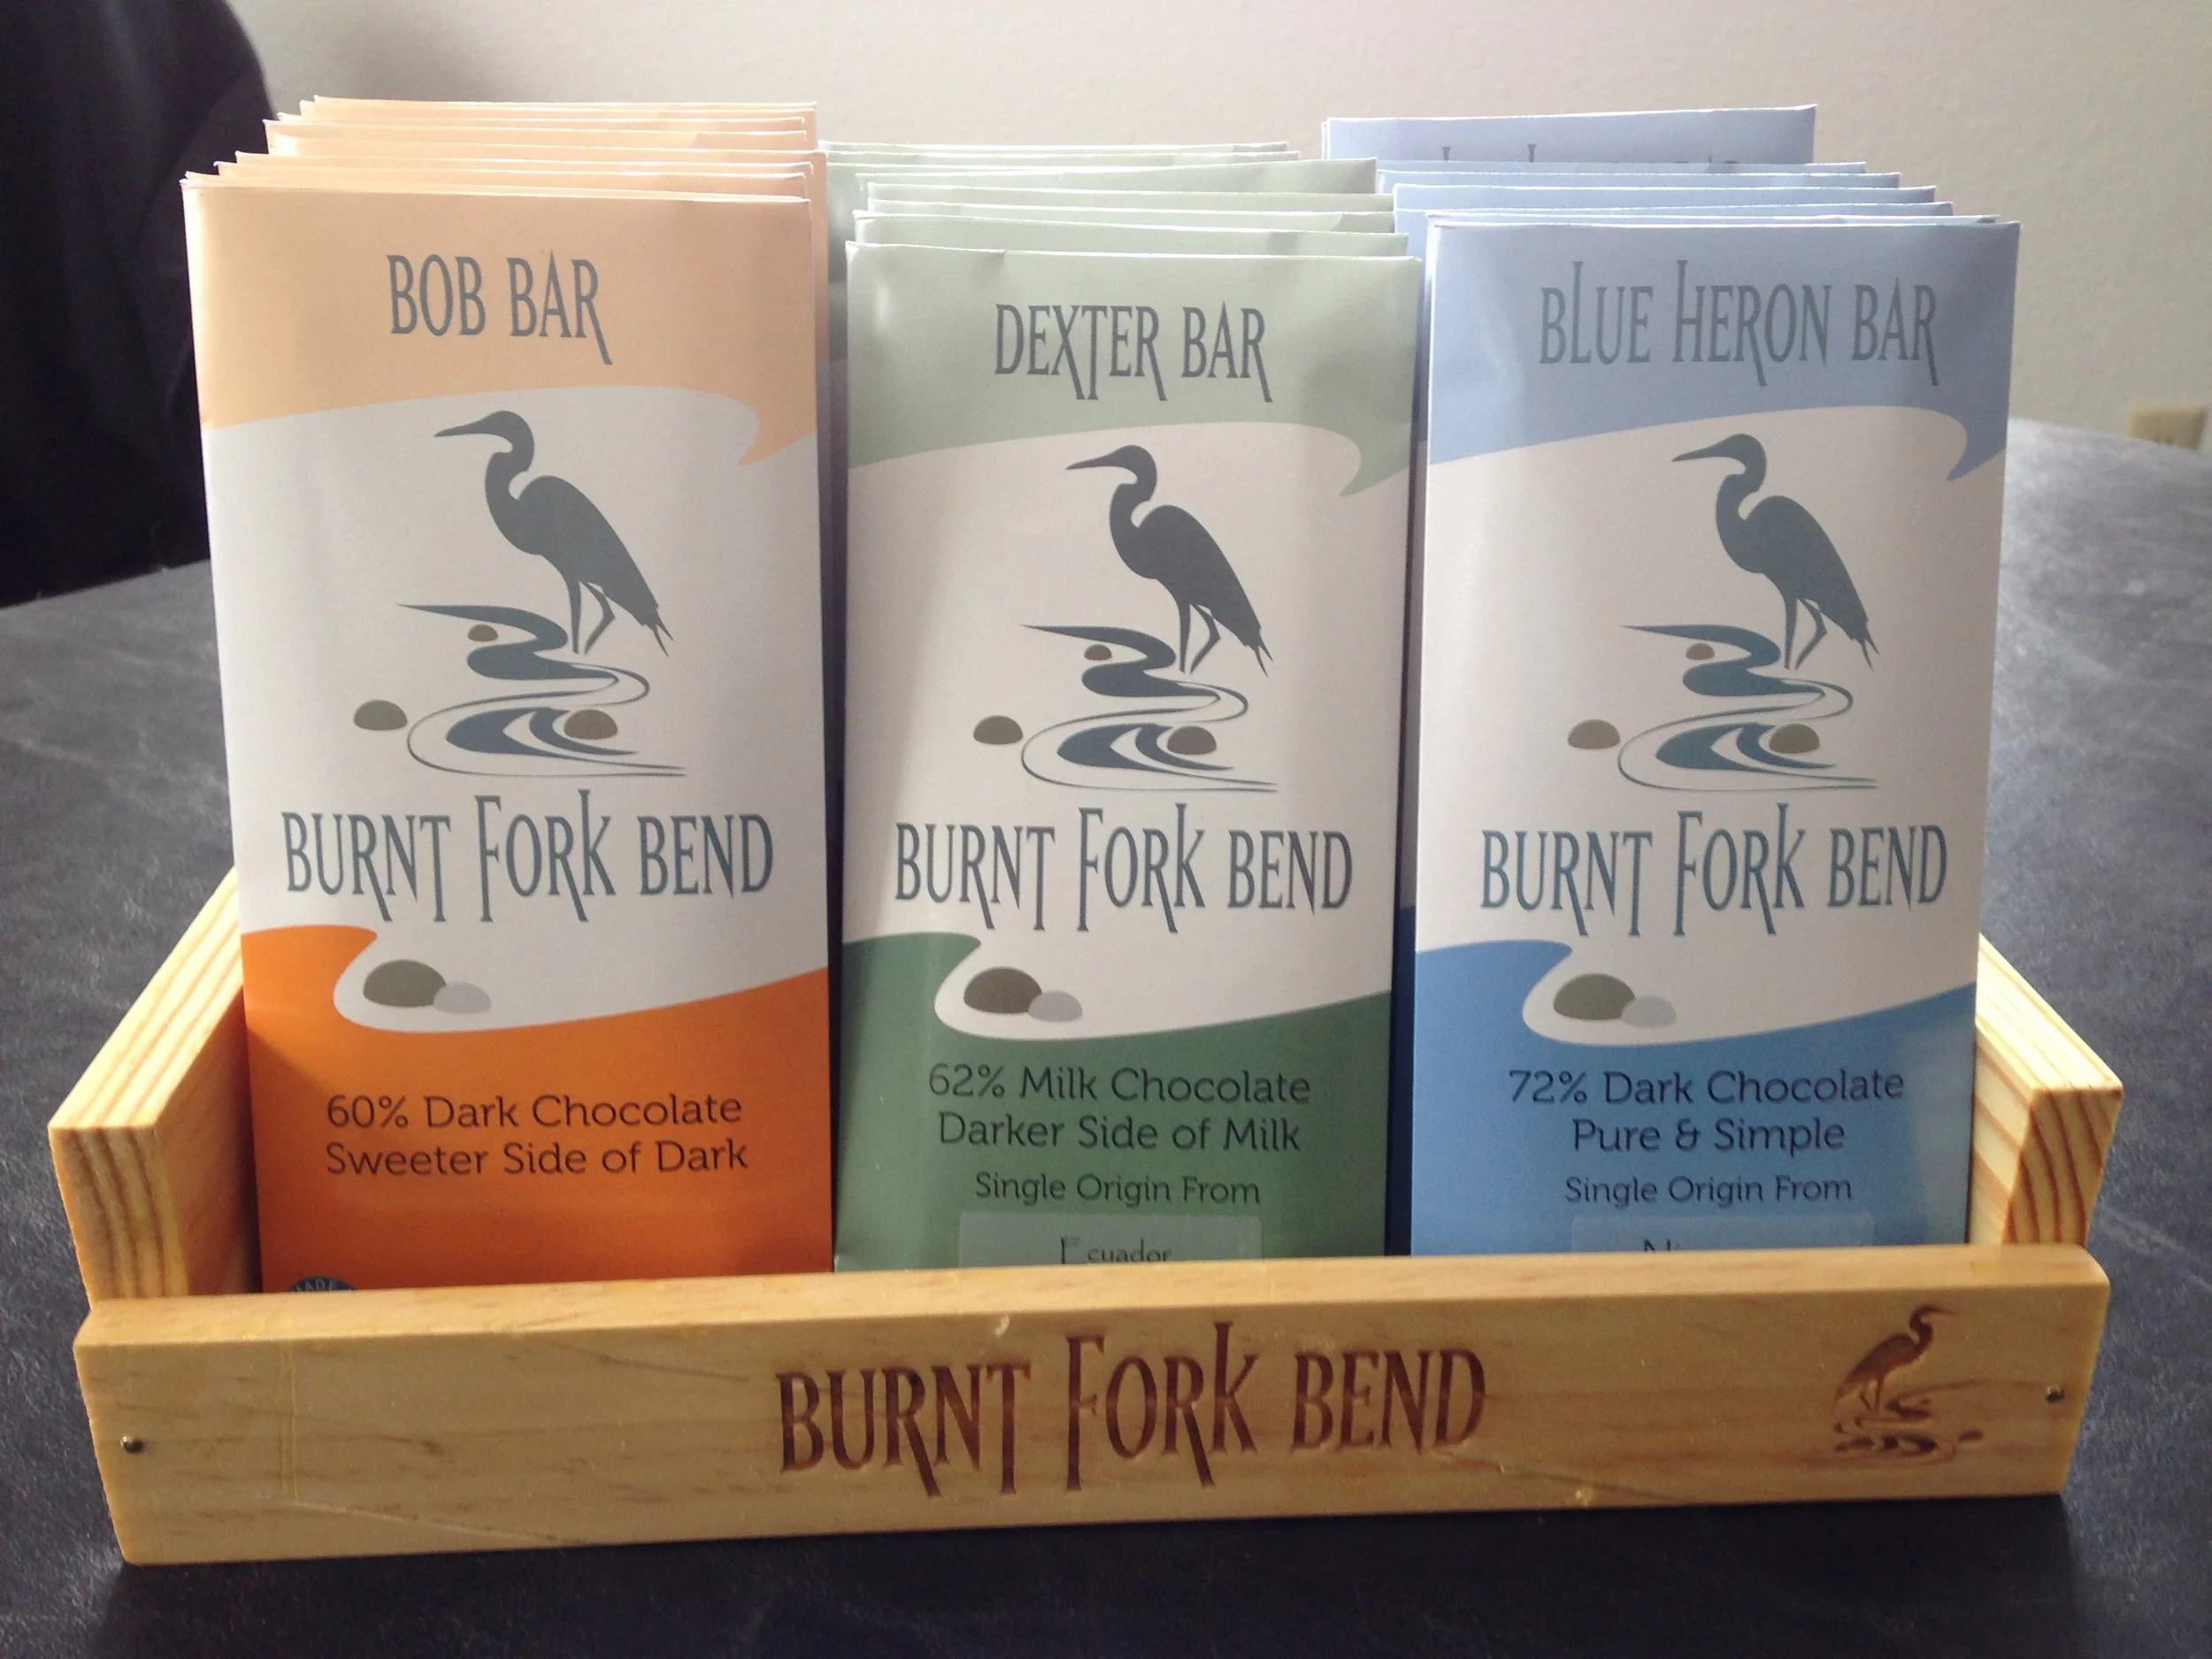 BOB BAR
BURNT FORK BEND
60% Dark Chocolate
Sweeter Side of Dark
MADE
DEXTER BAR
BURNT FORK BEND
62% Milk Chocolate
Darker Side of Milk
Single Origin From
Ecuador
BLUE HERON BAR
BURNT FORK BEND
72% Dark Chocolate
Pure & Simple
Single Origin From
BURNT FORK BEND